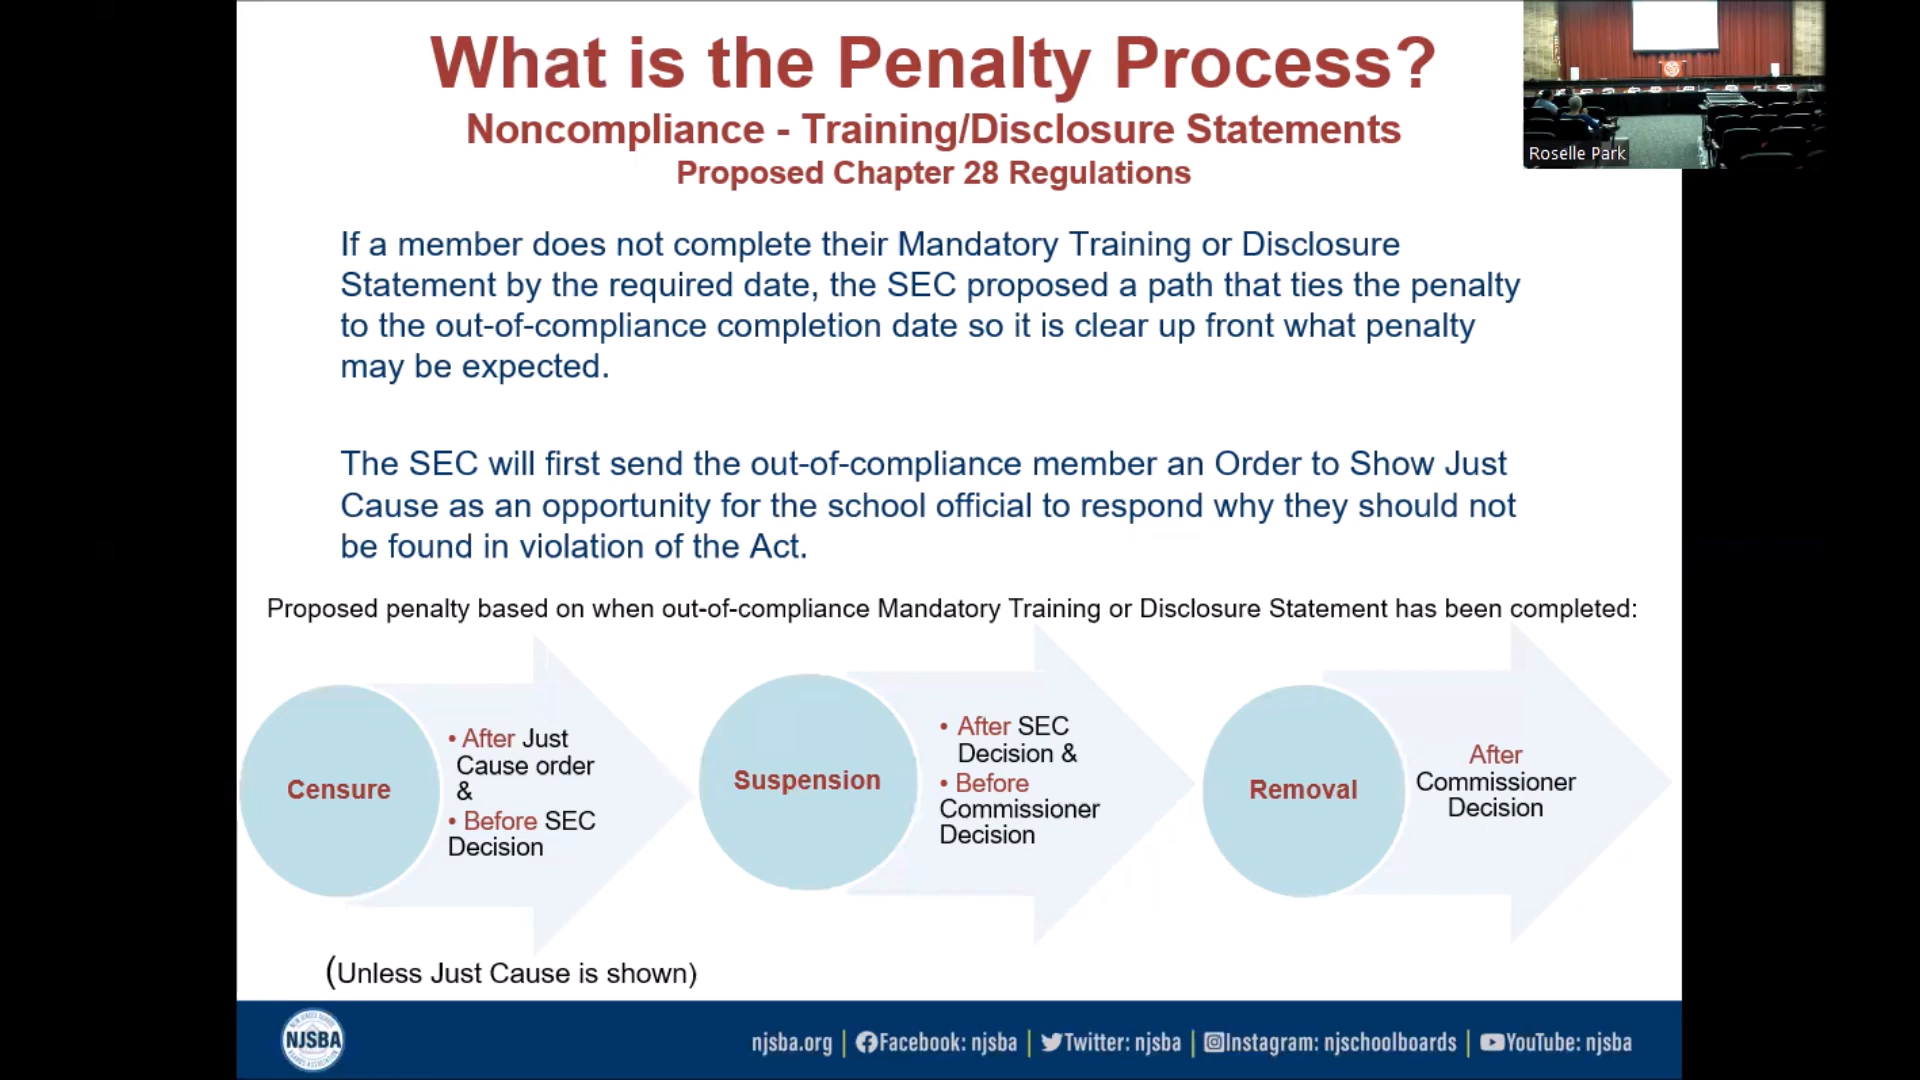 What is the Penalty Process?
Noncompliance - Training/Disclosure Statements
Proposed Chapter 28 Regulations
Roselle Park
If a member does not complete their Mandatory Training or Disclosure
Statement by the required date, the SEC proposed a path that ties the penalty
to the out-of-compliance completion date so it is clear up front what penalty
may be expected.
The SEC will first send the out-of-compliance member an Order to Show Just
Cause as an opportunity for the school official to respond why they should not
be found in violation of the Act.
Proposed penalty based on when out-of-compliance Mandatory Training or Disclosure Statement has been completed:
Censure
• After Just
Cause order
&
• Before SEC
Decision
Suspension
• After SEC
Decision &
• Before
Commissioner
Decision
Removal
After
Commissioner
Decision
(Unless Just Cause is shown)
NJSBA
njsba.org | Facebook: njsba | Twitter: njsba | Instagram: njschoolboards | YouTube: njsba